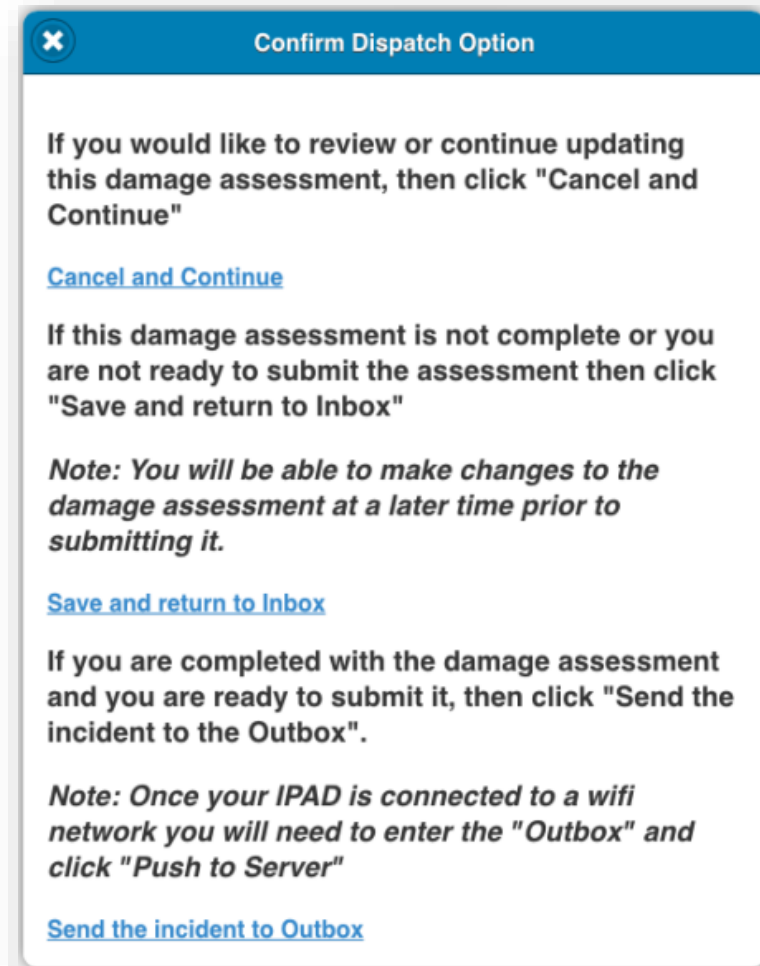 Confirm Dispatch Option
If you would like to review or continue updating
this damage assessment, then click "Cancel and
Continue"
Cancel and Continue
If this damage assessment is not complete or you
are not ready to submit the assessment then click
"Save and return to Inbox"
Note: You will be able to make changes to the
damage assessment at a later time prior to
submitting it.
Save and return to Inbox
If you are completed with the damage assessment
and you are ready to submit it, then click "Send the
incident to the Outbox".
Note: Once your IPAD is connected to a wifi
network you will need to enter the "Outbox" and
click "Push to Server"
Send the incident to Outbox